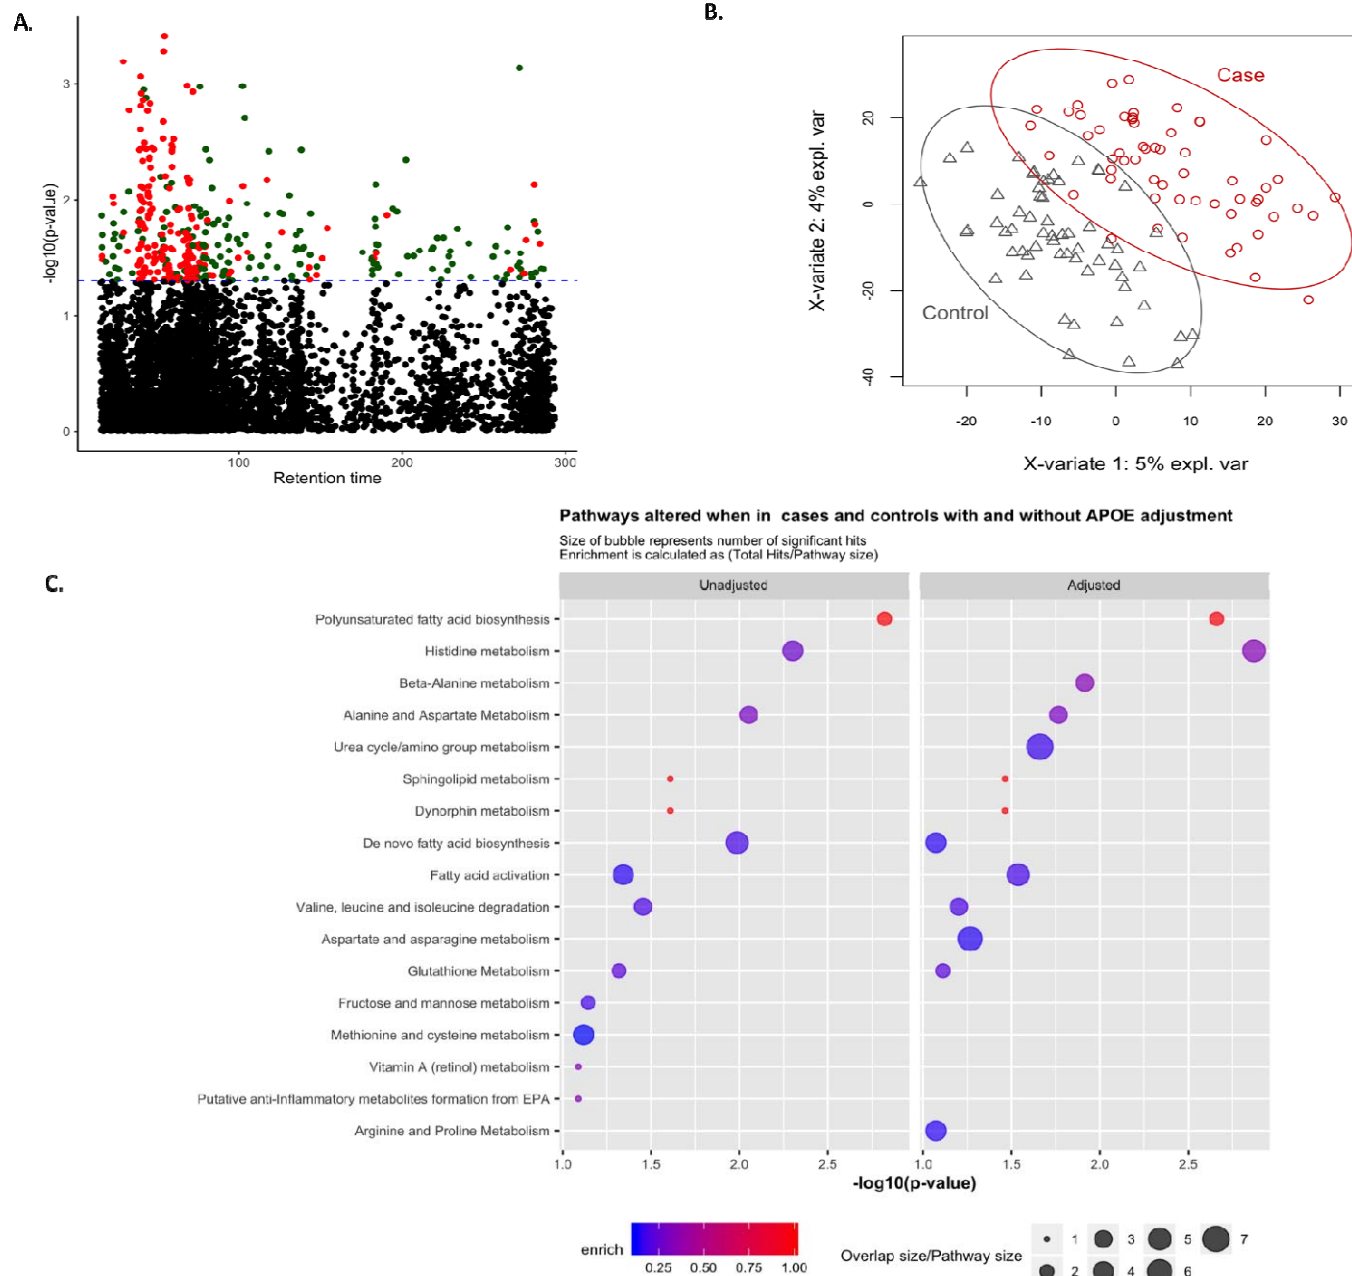 A.
-log10(p-value)
3
2
1
0
100
200
300
Retention time
B.
X-variate 2: 4% expl. var
20
0
-20
-40
Case
Control
-20
-10
0
10
20
30
X-variate 1: 5% expl. var
C.
Pathways altered when in cases and controls with and without APOE adjustment
Size of bubble represents number of significant hits
Enrichment is calculated as (Total Hits/Pathway size)
Unadjusted
Adjusted
Polyunsaturated fatty acid biosynthesis
Histidine metabolism
Beta-Alanine metabolism
Alanine and Aspartate Metabolism
Urea cycle/amino group metabolism
Sphingolipid metabolism
Dynorphin metabolism
De novo fatty acid biosynthesis
Fatty acid activation
Valine, leucine and isoleucine degradation
Aspartate and asparagine metabolism
Glutathione Metabolism
Fructose and mannose metabolism
Methionine and cysteine metabolism
Vitamin A (retinol) metabolism
Putative anti-Inflammatory metabolites formation from EPA
Arginine and Proline Metabolism
1.0
1.5
2.0
2.5
1.0
1.5
2.0
2.5
-log10(p-value)
enrich
0.25
0.50
0.75
1.00
Overlap size/Pathway size
1
3
5
7
2
4
6